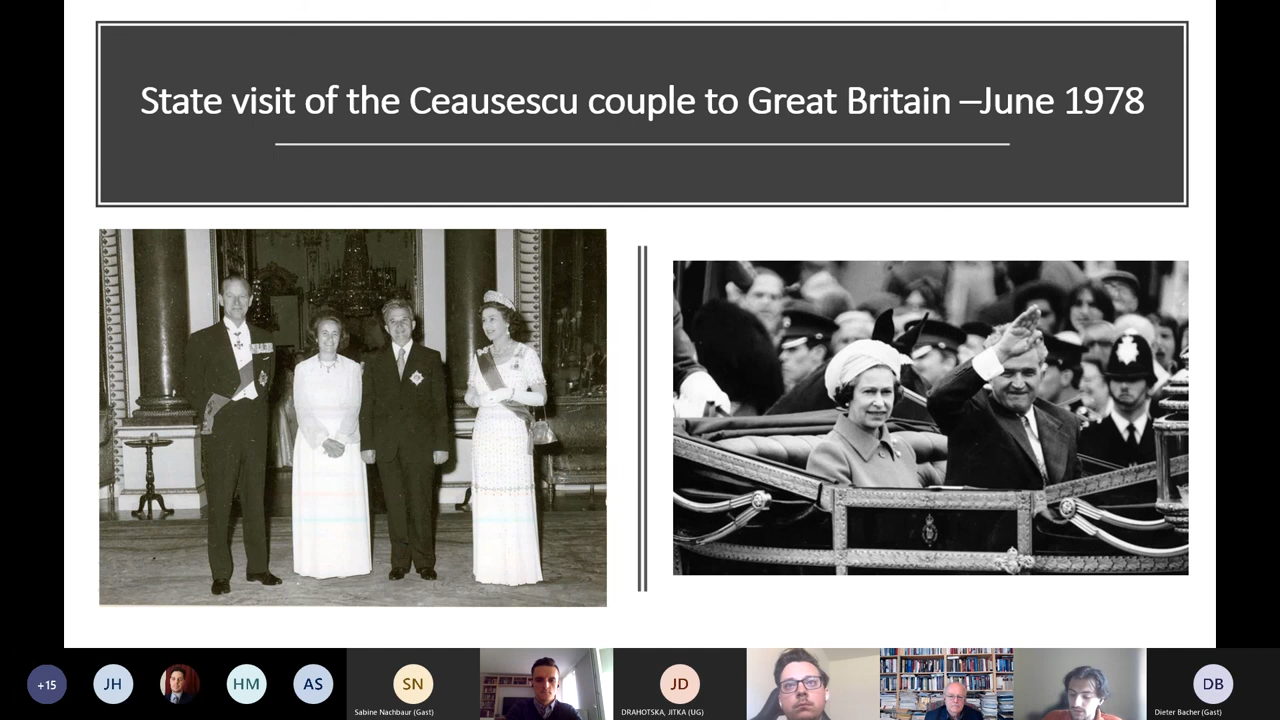 State visit of the Ceausescu couple to Great Britain –June 1978
+15
JH
HM
AS
SN
Sabine Nachbaur (Gast)
JD
DRAHOTSKA, JITKA (UG)
DB
Dieter Bacher (Gast)